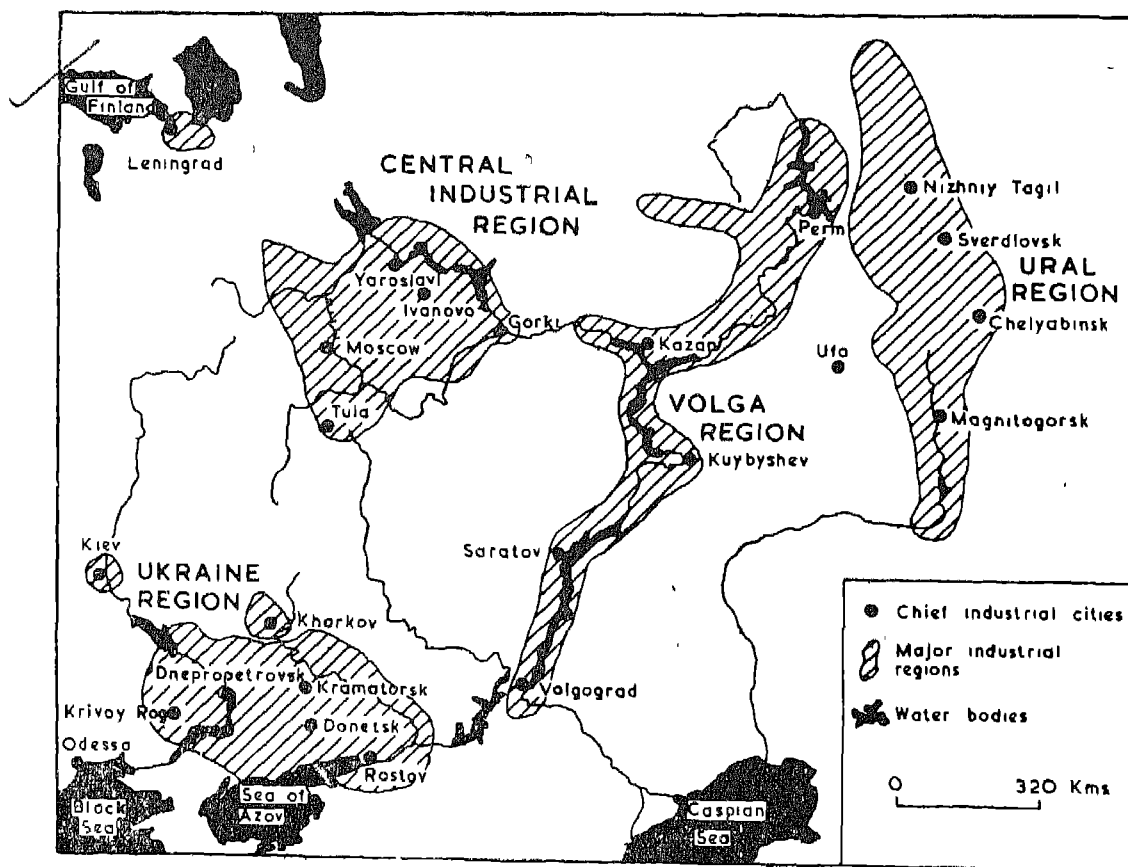 Gulf of
Finland
Leningrad
CENTRAL
INDUSTRIAL
REGION
Nizhniy Tagil
Perm
Sverdlovsk
URAL
REGION
Yaroslavl
Ivanovo
Gorki
Chelyabinsk
Moscow
Kazan
Ufa
Tula
VOLGA
REGION
Magnitogorsk
Kuybyshev
Saratov
Kiev
UKRAINE
REGION
Kharkov
Dnepropetrovsk
Kramatorsk
Volgograd
Krivoy Rog
Donetsk
Odessa
Rostov
Black
Sea
Sea of
Azov
Caspian
Sea
Chief industrial cities
Major industrial
regions
Water bodies
0 320 Kms